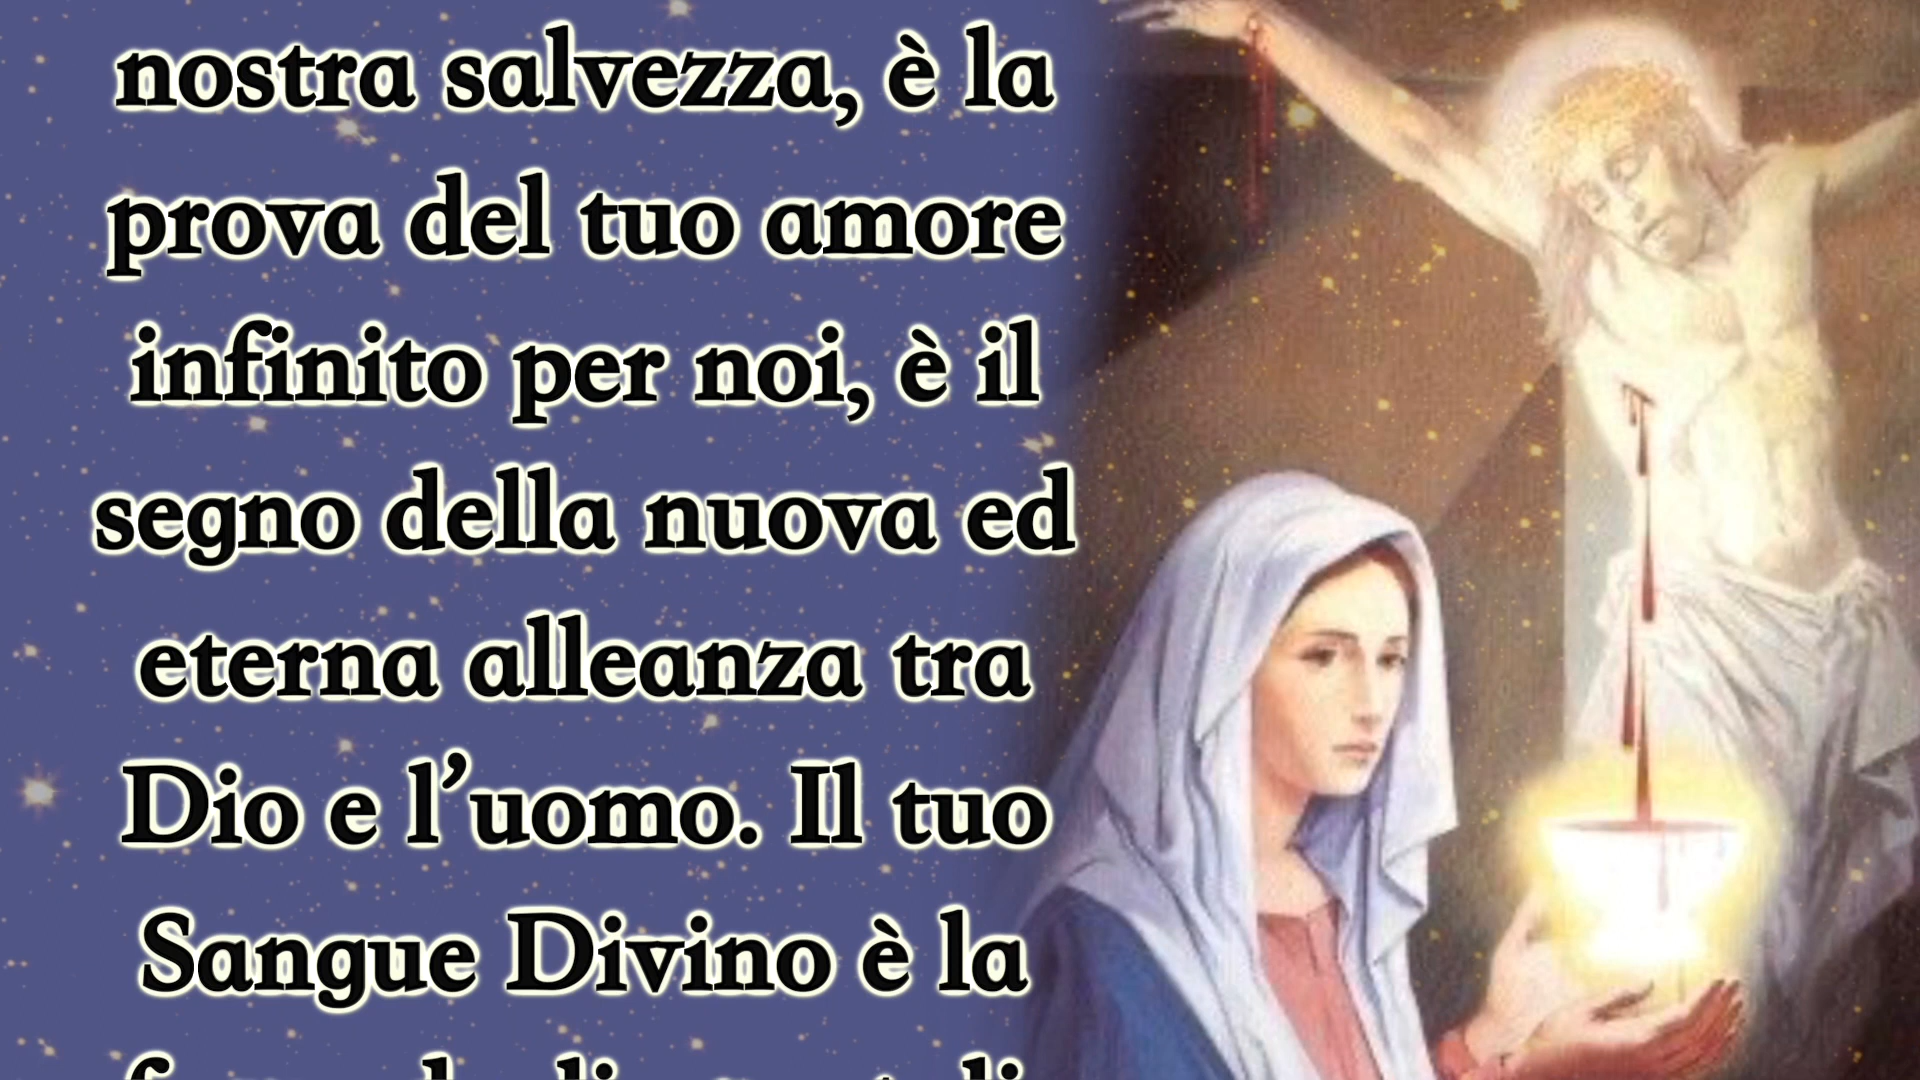 nostra salvezza, è la
prova del tuo amore
infinito per noi, è il
segno della nuova ed
eterna alleanza tra
Dio e l’uomo. Il tuo
Sangue Divino è la